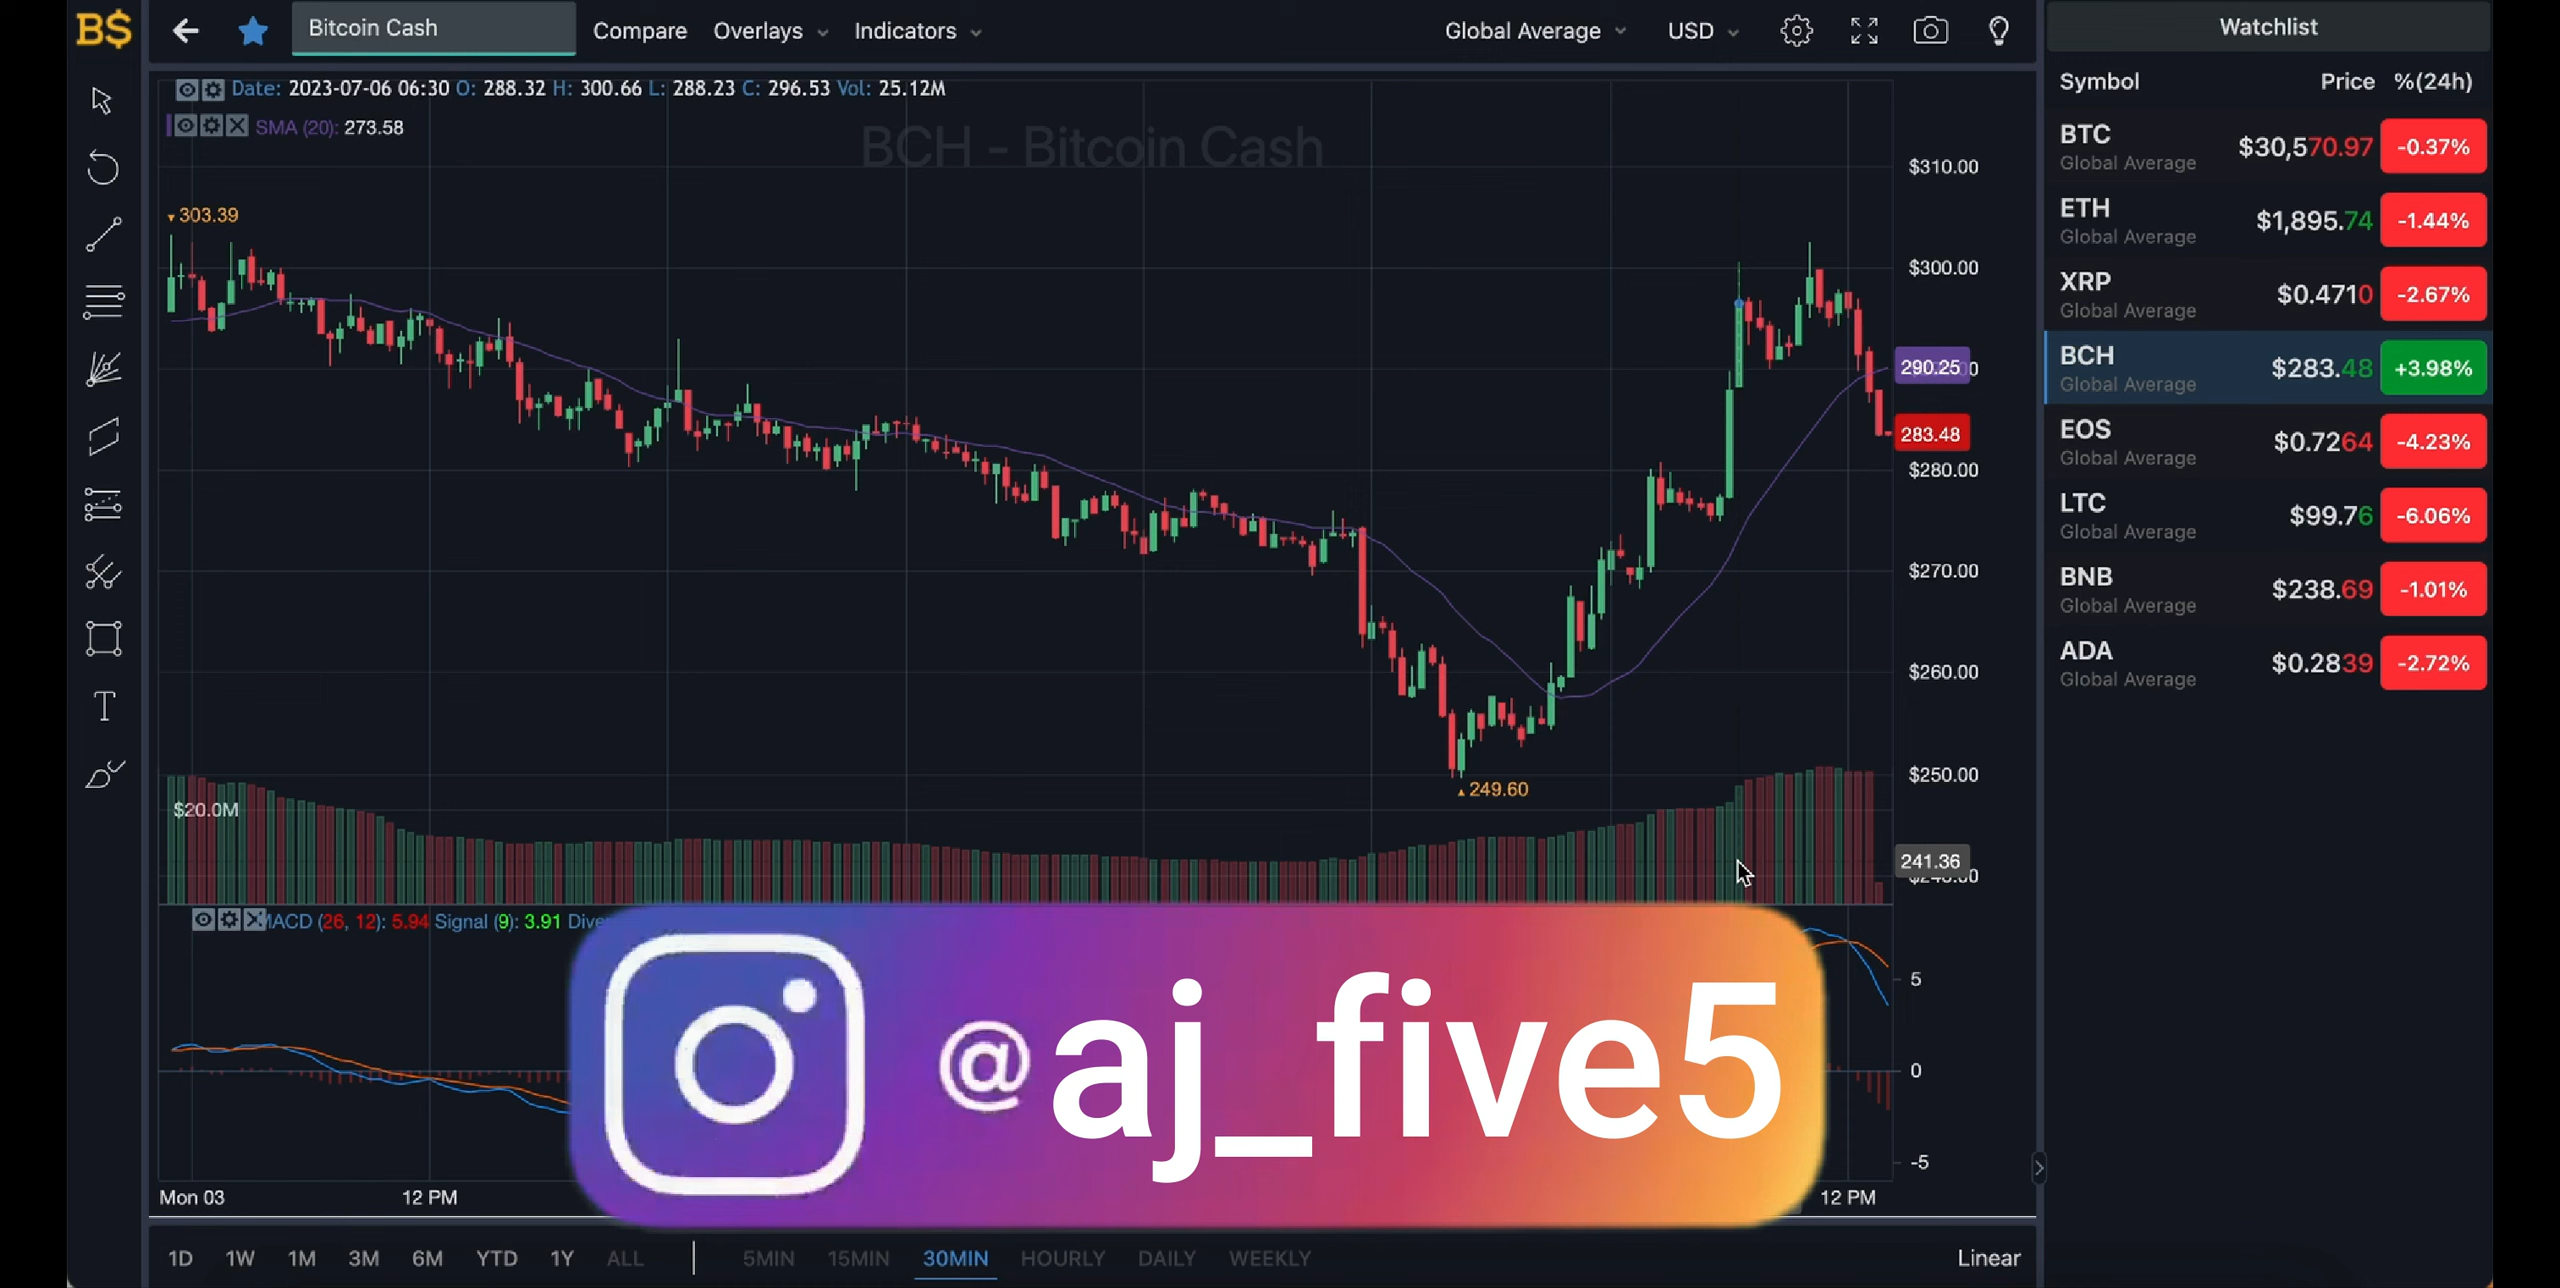 B$
Bitcoin Cash
Compare
Overlays
Indicators
Global Average
USD
Watchlist
Date: 2023-07-06 06:30 O: 288.32 H: 300.66 L: 288.23 C: 296.53 Vol: 25.12M
SMA (20): 273.58
BCH - Bitcoin Cash
303.39
249.60
$310.00
$300.00
290.25
283.48
$280.00
$270.00
$260.00
$250.00
241.36
$20.0M
MACD (26, 12): 5.94 Signal (9): 3.91 Dive
@aj_five5
5
0
-5
Mon 03
12 PM
12 PM
1D 1W 1M 3M 6M YTD 1Y ALL 5MIN 15MIN 30MIN HOURLY DAILY WEEKLY
Linear
Symbol Price %(24h)
BTC $30,570.97 -0.37%
Global Average
ETH $1,895.74 -1.44%
Global Average
XRP $0.4710 -2.67%
Global Average
BCH $283.48 +3.98%
Global Average
EOS $0.7264 -4.23%
Global Average
LTC $99.76 -6.06%
Global Average
BNB $238.69 -1.01%
Global Average
ADA $0.2839 -2.72%
Global Average